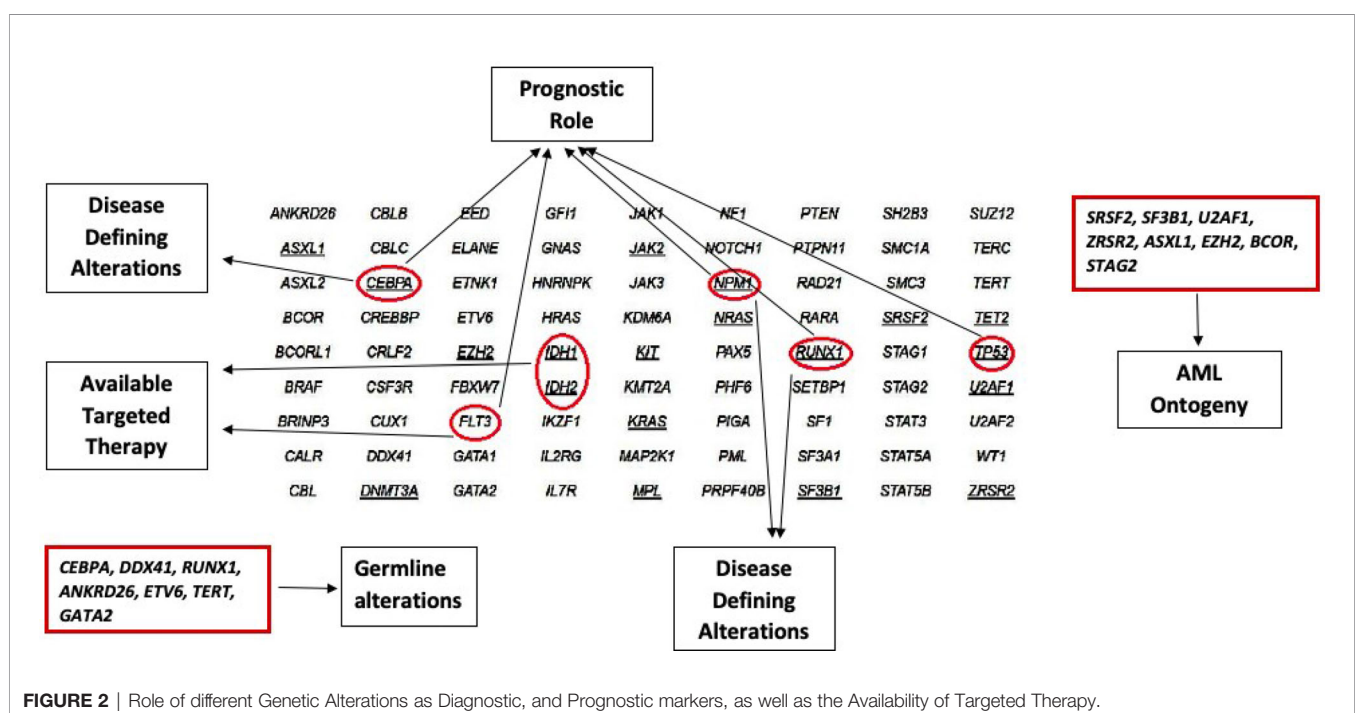 Prognostic
Role
Disease
Defining
Alterations
Available
Targeted
Therapy
ANKRD26 CBLB EED GFI1 JAK1 NF1 PTEN SH2B3 SUZ12
ASXL1 CBLC ELANE GNAS JAK2 NOTCH1 PTPN11 SMC1A TERC
ASXL2 CEBPA ETNK1 HNRNPK JAK3 NPM1 RAD21 SMC3 TERT
BCOR CREBBP ETV6 HRAS KDM6A NRAS RARA SRSF2 TET2
BCORL1 CRLF2 EZH2 IDH1 KIT PAX5 RUNX1 STAG1 TP53
BRAF CSF3R FBXW7 IDH2 KMT2A PHF6 SETBP1 STAG2 U2AF1
BRINP3 CUX1 FLT3 IKZF1 KRAS PIGA SF1 STAT3 U2AF2
CALR DDX41 GATA1 IL2RG MAP2K1 PML SF3A1 STAT5A WT1
CBL DNMT3A GATA2 IL7R MPL PRPF40B SF3B1 STAT5B ZRSR2
SRSF2, SF3B1, U2AF1,
ZRSR2, ASXL1, EZH2, BCOR,
STAG2
AML
Ontogeny
CEBPA, DDX41, RUNX1,
ANKRD26, ETV6, TERT,
GATA2
Germline
alterations
Disease
Defining
Alterations
FIGURE 2 | Role of different Genetic Alterations as Diagnostic, and Prognostic markers, as well as the Availability of Targeted Therapy.